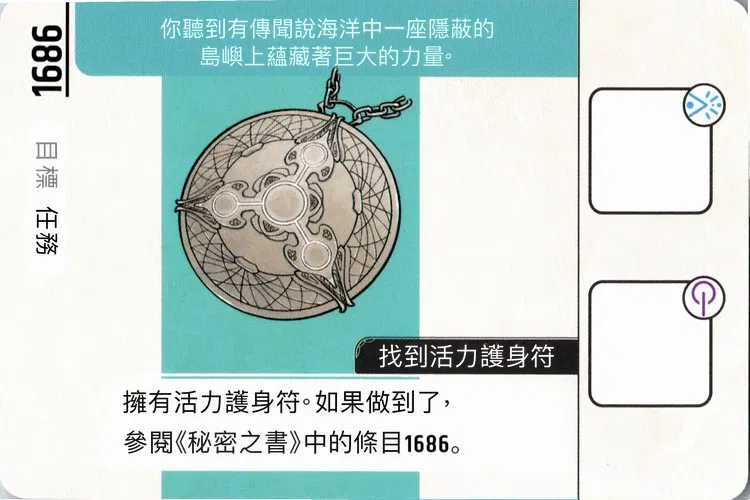 1686
目標 任務
你聽到有傳聞說海洋中一座隱蔽的
島嶼上蘊藏著巨大的力量。
找到活力護身符
擁有活力護身符。如果做到了，
參閱《秘密之書》中的條目1686。